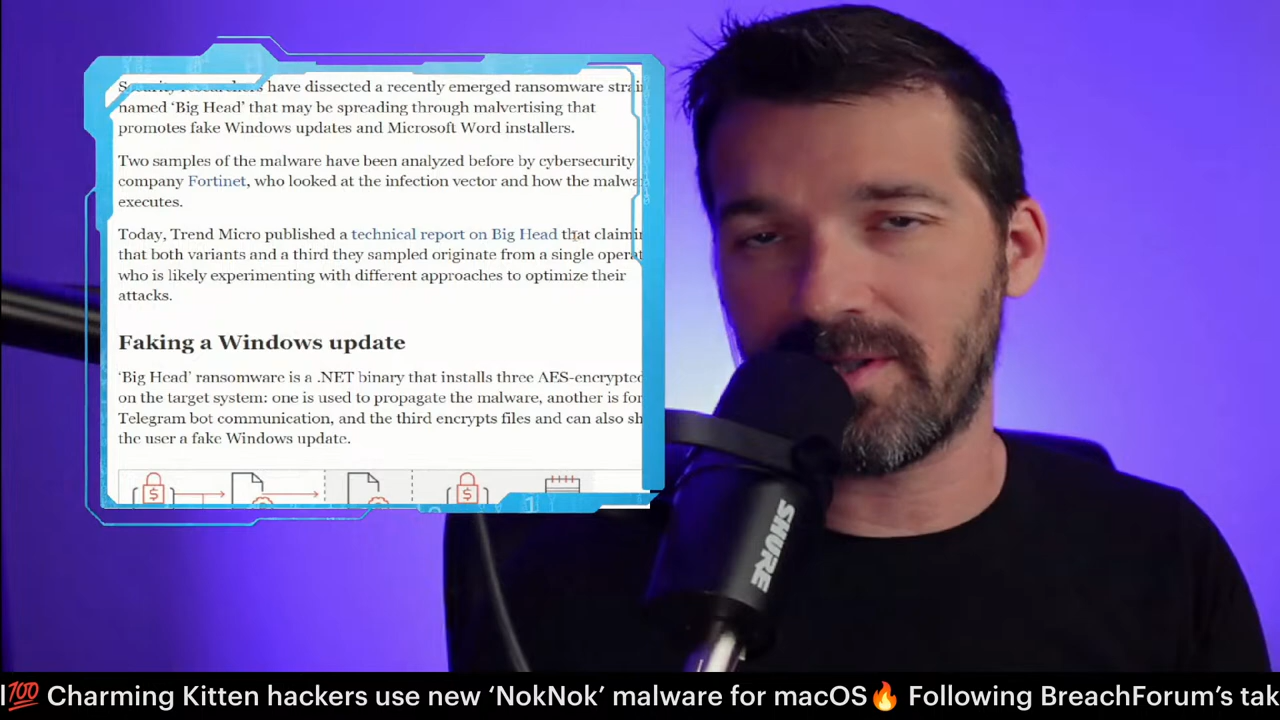 Security researchers have dissected a recently emerged ransomware
named ‘Big Head’ that may be spreading through malvertising that
promotes fake Windows updates and Microsoft Word installers.
Two samples of the malware have been analyzed before by cybersecurity
company Fortinet, who looked at the infection vector and how the
executes.
Today, Trend Micro published a technical report on Big Head that
that both variants and a third they sampled originate from a single
who is likely experimenting with different approaches to optimize their
attacks.
Faking a Windows update
‘Big Head’ ransomware is a .NET binary that installs three AES-encrypted
on the target system: one is used to propagate the malware, another is for
Telegram bot communication, and the third encrypts files and can also
the user a fake Windows update.
SHURE
💯 Charming Kitten hackers use new ‘NokNok’ malware for macOS🔥 Following BreachForum’s